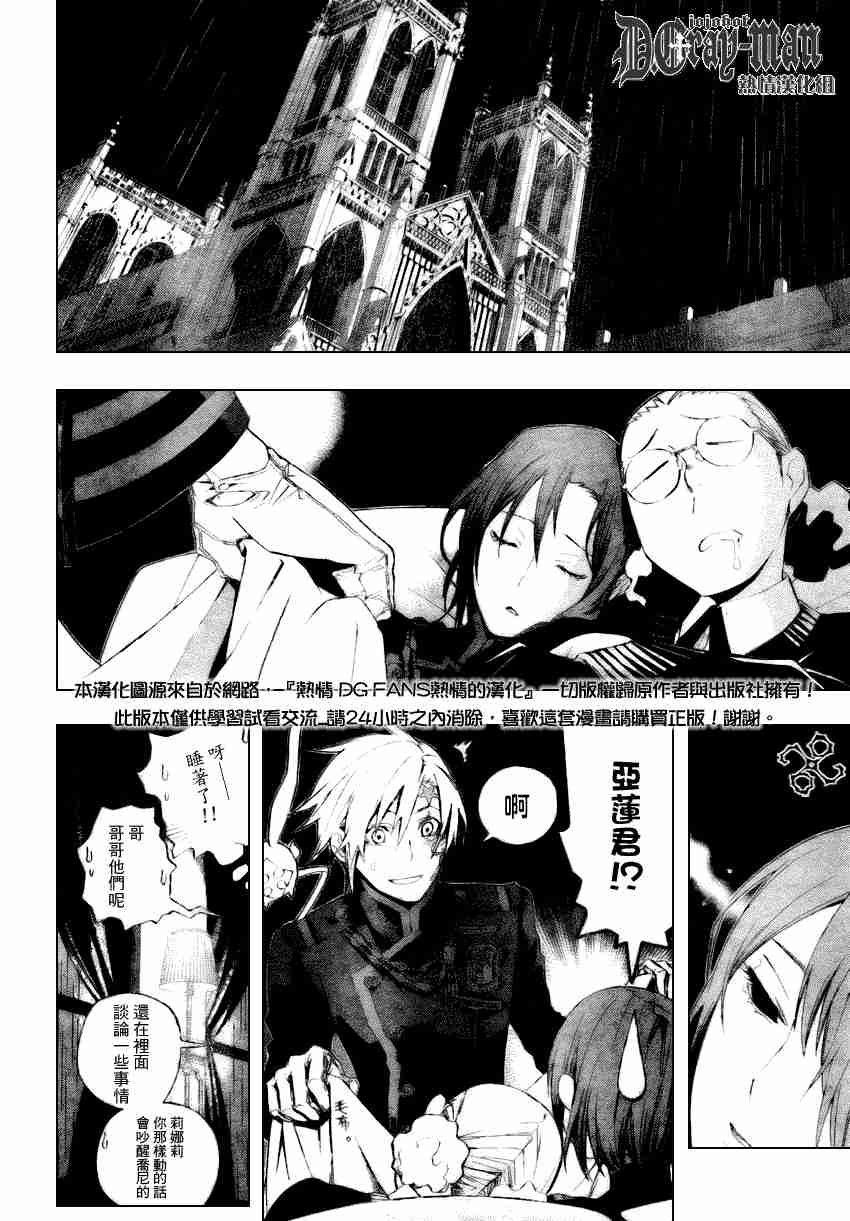 jojohot
D.Gray-man
熱情漢化組
本漢化圖源來自於網路·-『熱情 DG FANS熱情的漢化』一切版權歸原作者與出版社擁有！
此版本僅供學習試看交流 請24小時之內消除，喜歡這套漫畫請購買正版！謝謝。
亞蓮君!?
啊
毛布。
呀——
睡著了!!
哥
哥哥他們呢
還在裡面
談論一些事情
莉娜莉
你那樣動的話
會吵醒喬尼的